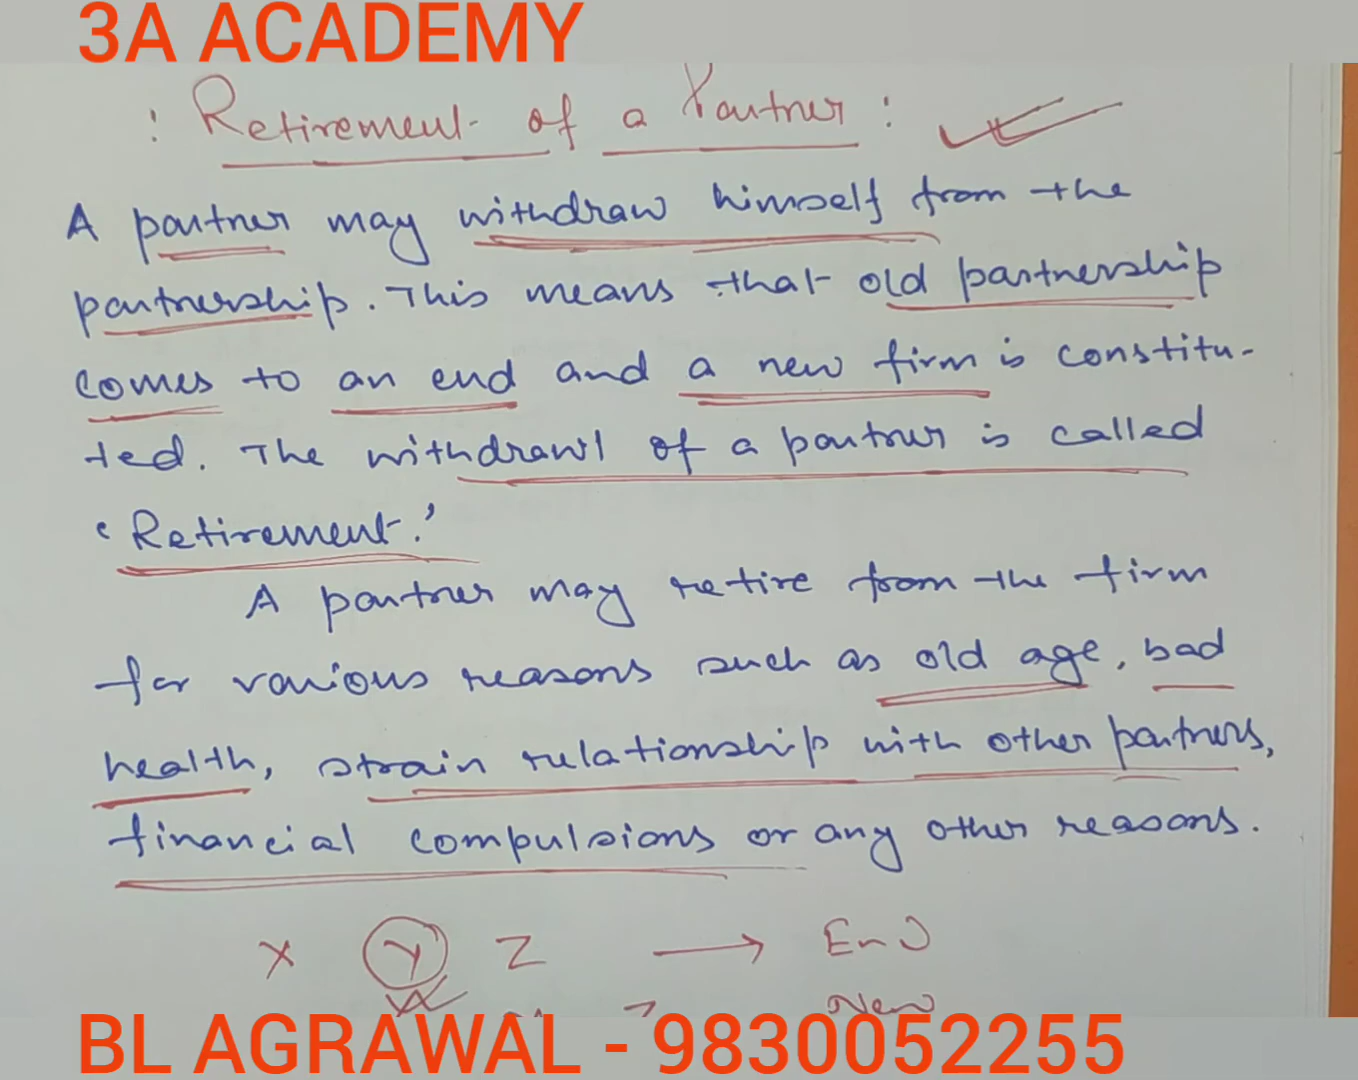 3A ACADEMY
: Retirement of a Partner :
A partner may withdraw himself from the
partnership. This means that old partnership
comes to an end and a new firm is constitu-
ted. The withdrawl of a partner is called
'Retirement.'
A partner may retire from the firm
for various reasons such as old age, bad
health, strain relationship with other partners,
financial compulsions or any other reasons.
X Y Z → End
New
BL AGRAWAL - 9830052255